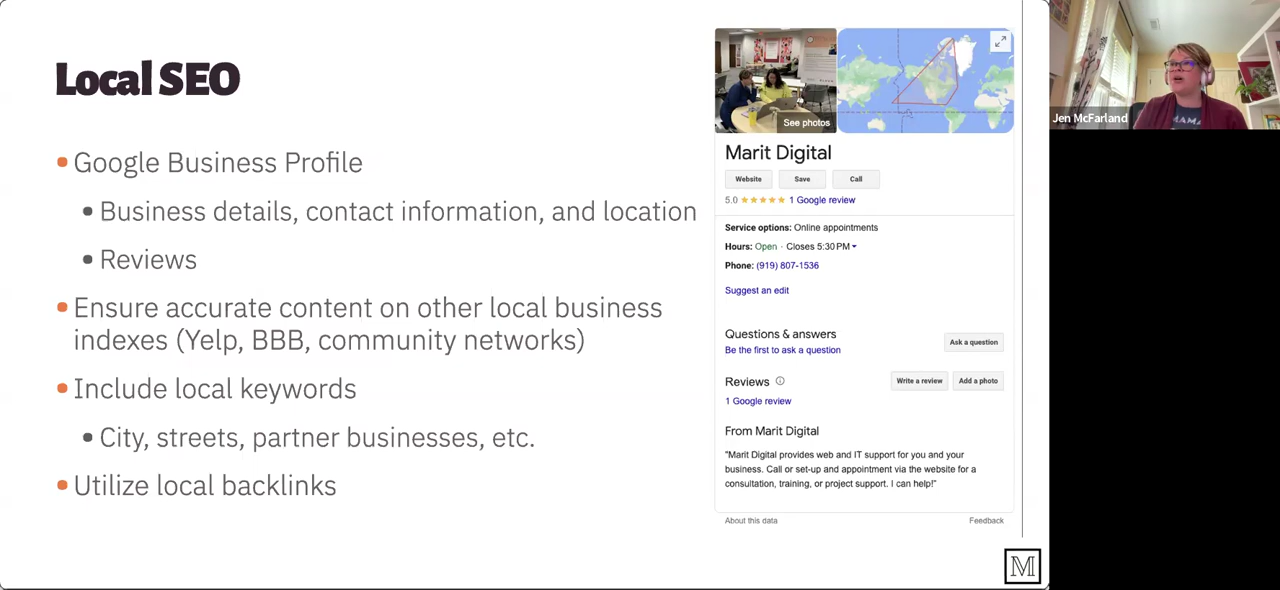 Local SEO
Google Business Profile
Business details, contact information, and location
Reviews
Ensure accurate content on other local business
indexes (Yelp, BBB, community networks)
Include local keywords
City, streets, partner businesses, etc.
Utilize local backlinks
See photos
Marit Digital
Website
Save
Call
5.0 ★★★★★ 1 Google review
Service options: Online appointments
Hours: Open · Closes 5:30 PM
Phone: (919) 807-1536
Suggest an edit
Questions & answers
Be the first to ask a question
Ask a question
Reviews
Write a review
Add a photo
1 Google review
From Marit Digital
"Marit Digital provides web and IT support for you and your
business. Call or set-up and appointment via the website for a
consultation, training, or project support. I can help!"
About this data
Feedback
M
Jen McFarland